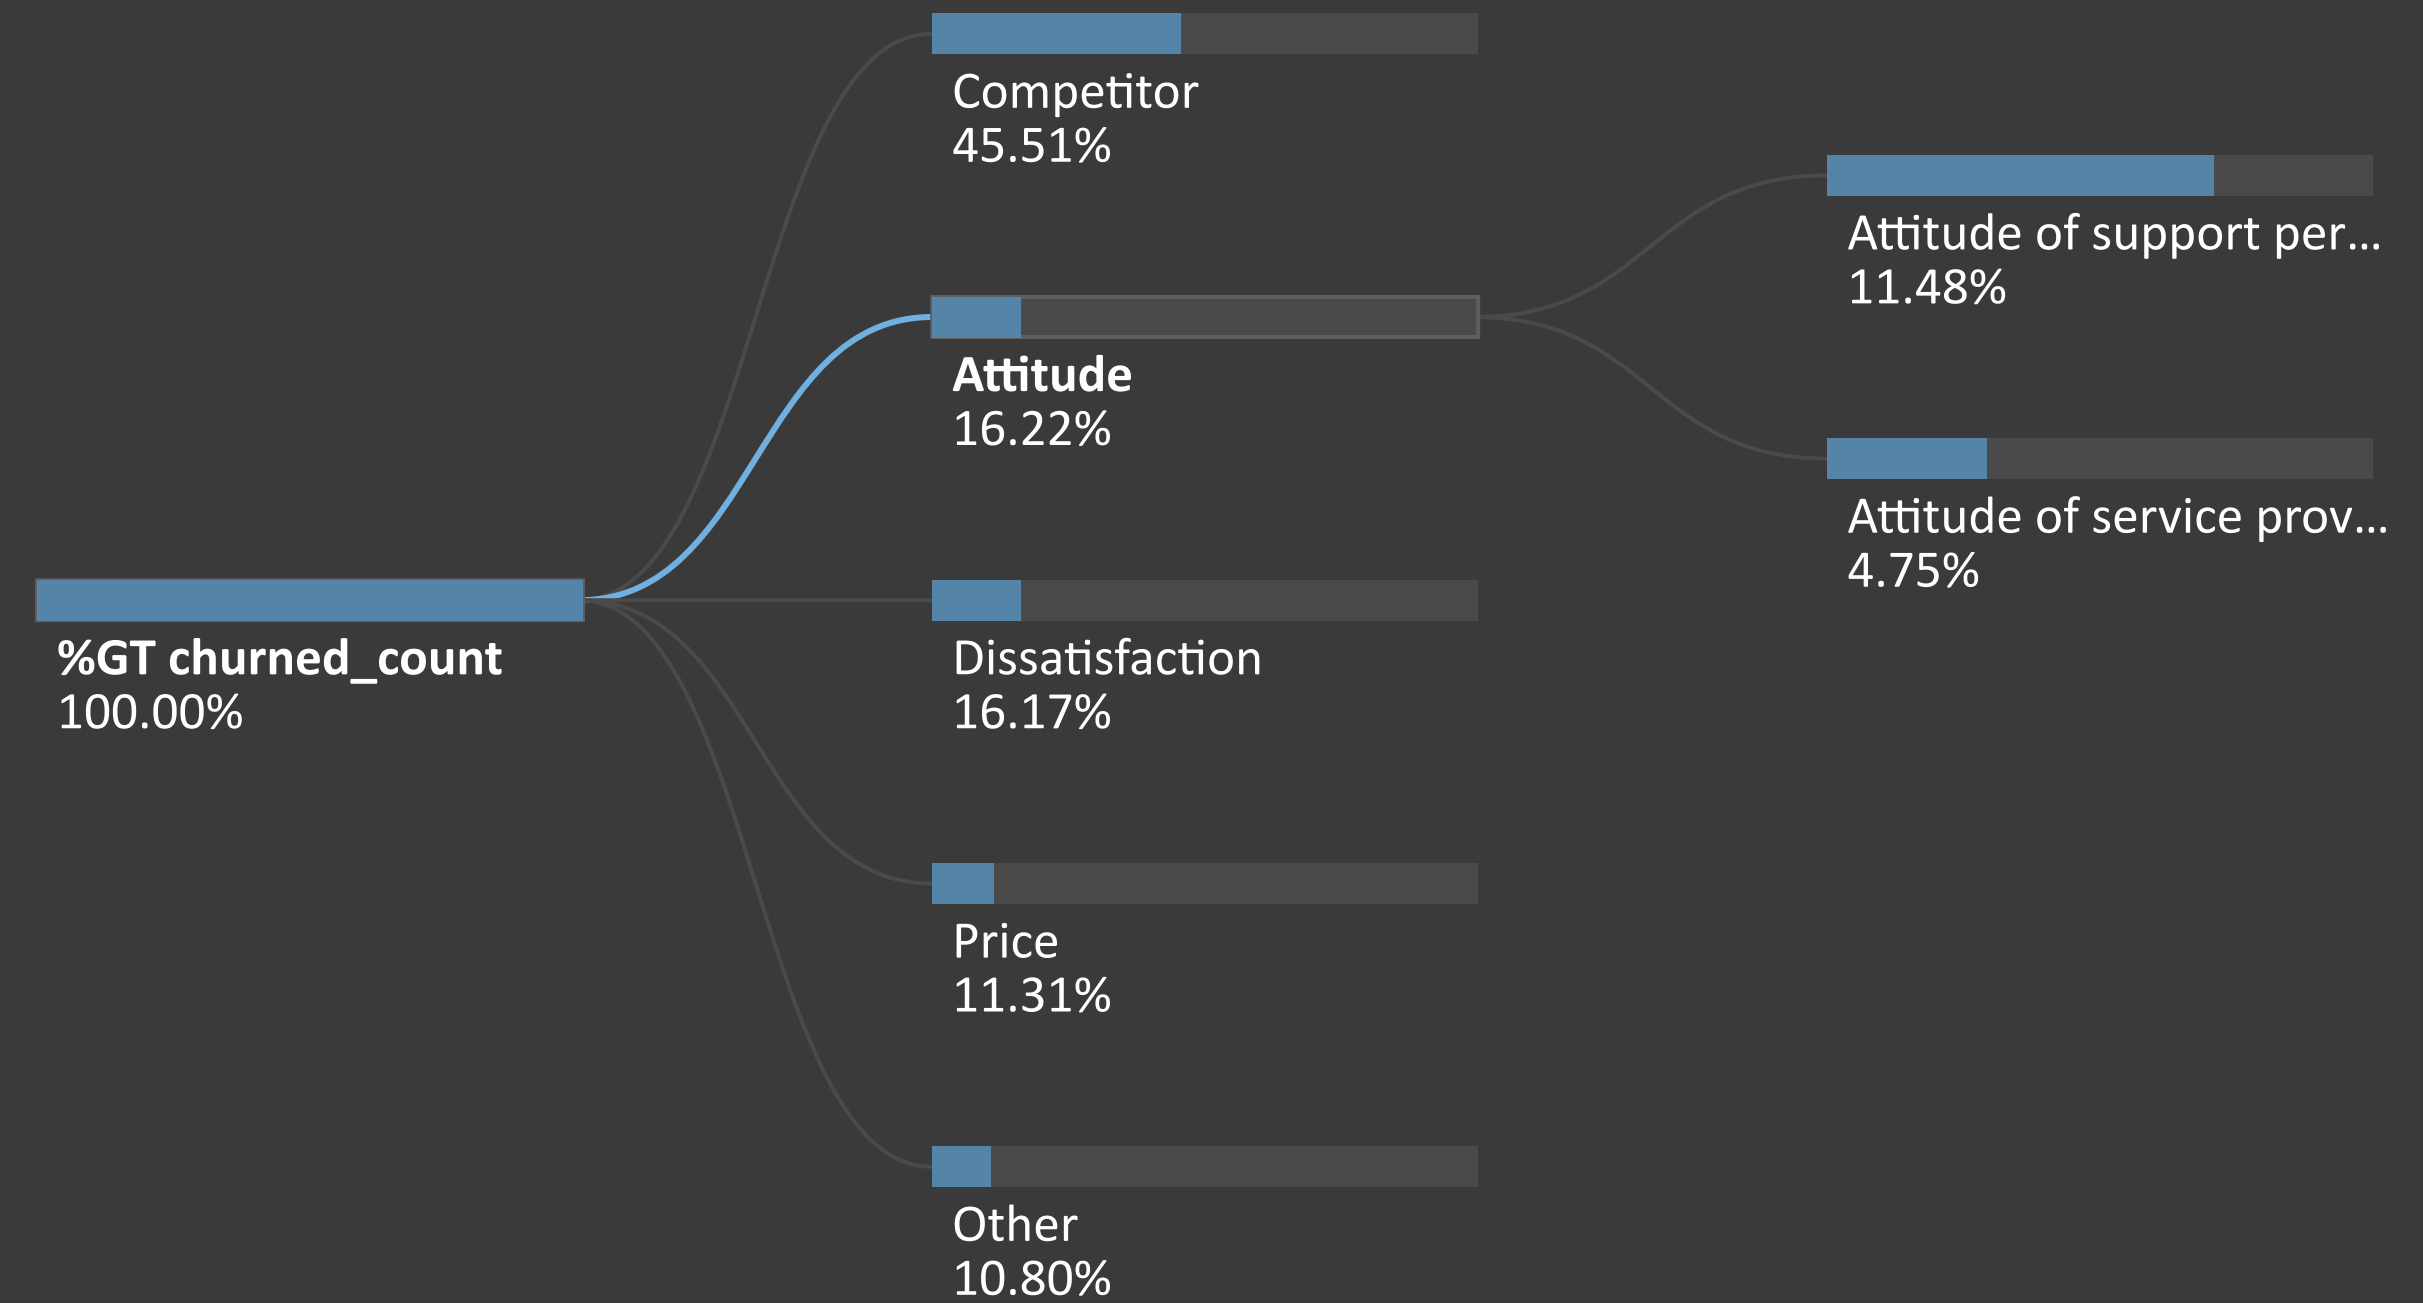 %GT churned_count
100.00%
Competitor
45.51%
Attitude
16.22%
Dissatisfaction
16.17%
Price
11.31%
Other
10.80%
Attitude of support per...
11.48%
Attitude of service prov...
4.75%